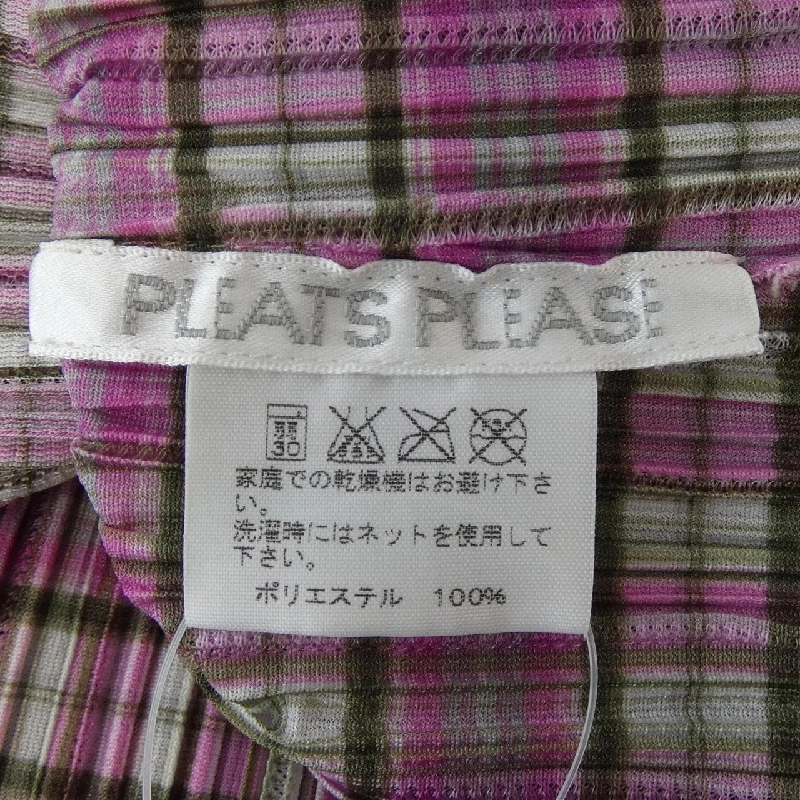 PLEATS PLEASE
弱
30
家庭での乾燥機はお避け下さ
い。
洗濯時にはネットを使用して
下さい。
ポリエステル 100%